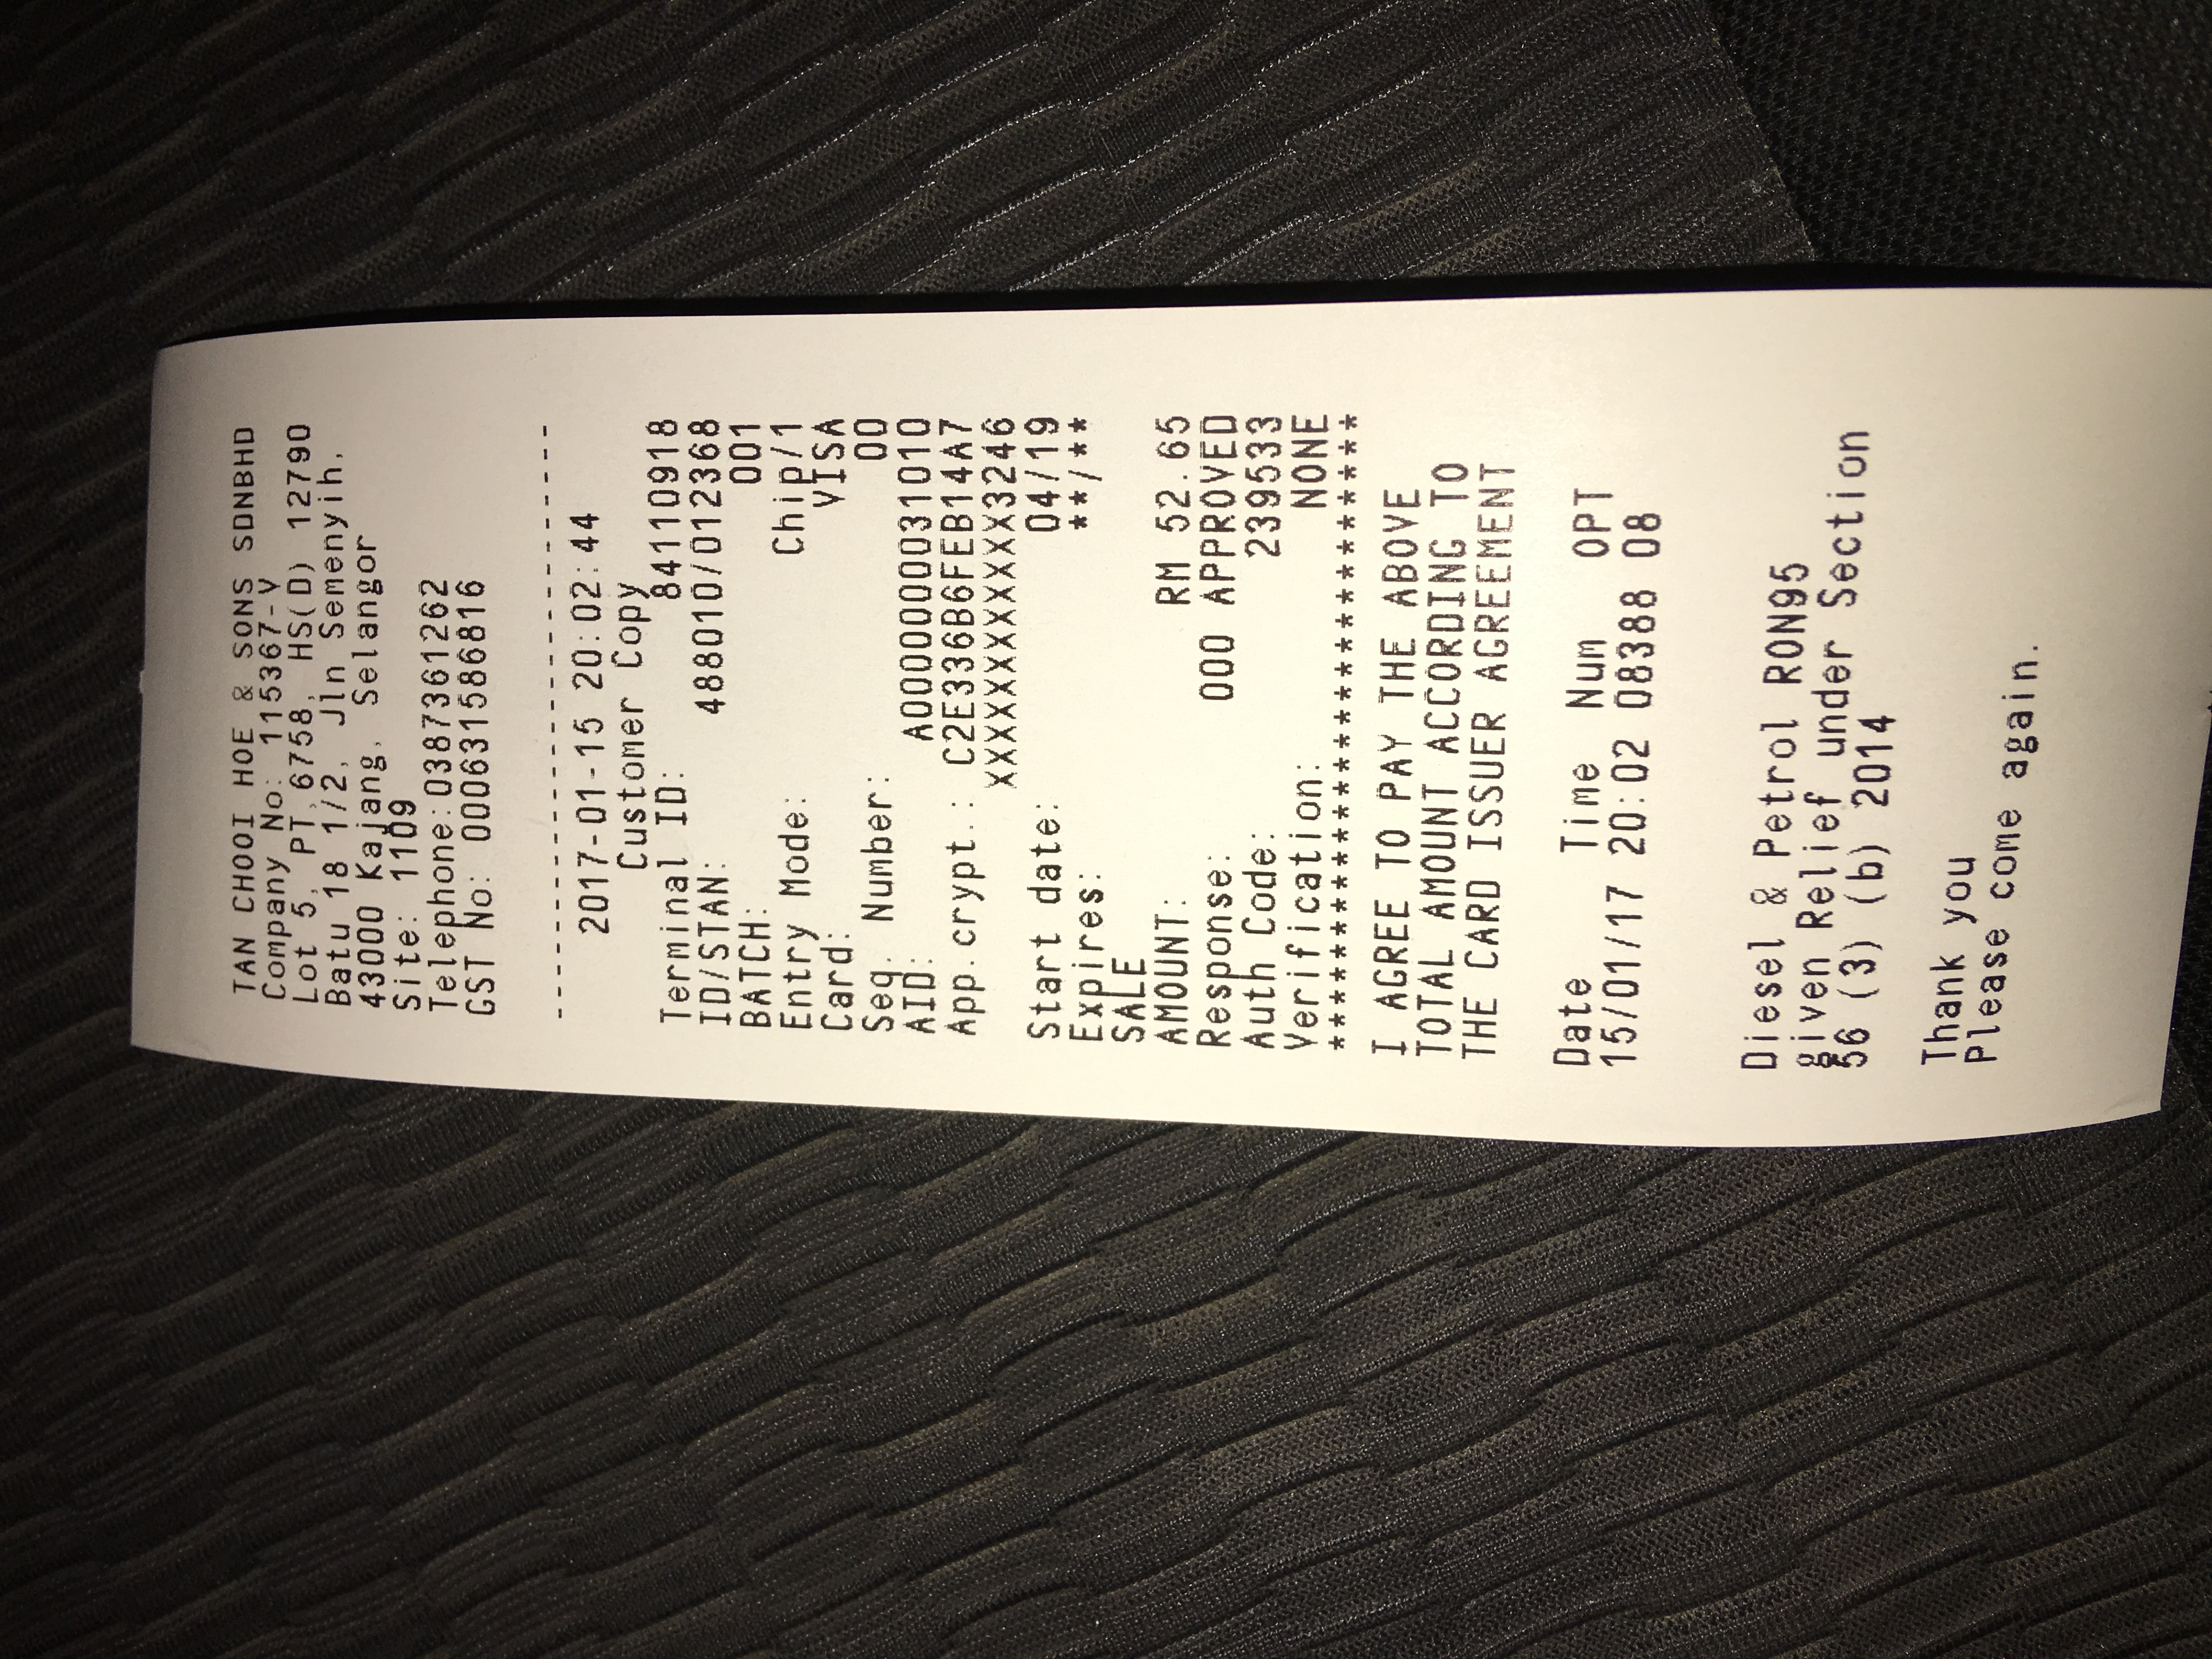 TAN CHOOI HOE & SONS SDNBHD
Company No: 115367-V
Lot 5, PT,6758, HS(D) 12790
Batu 18 1/2, Jln Semenyih,
43000 Kajang, Selangor
Site: 1109
Telephone:0387361262
GST No: 000631586816
---------------------------
2017-01-15 20:02:44
Customer Copy
Terminal ID: 84110918
ID/STAN: 488010/012368
BATCH: 001
Entry Mode: Chip/1
Card: VISA
Seq. Number: 00
AID: A0000000031010
App.crypt.: C2E336B6FEB14A7
XXXXXXXXXXXX3246
Start date: 04/19
Expires: **/**
SALE
AMOUNT: RM 52.65
Response: 000 APPROVED
Auth Code: 239533
Verification: NONE
****************************
I AGREE TO PAY THE ABOVE
TOTAL AMOUNT ACCORDING TO
THE CARD ISSUER AGREEMENT
Date Time Num OPT
15/01/17 20:02 08388 08
Diesel & Petrol RON95
given Relief under Section
56 (3) (b) 2014
Thank you
Please come again.